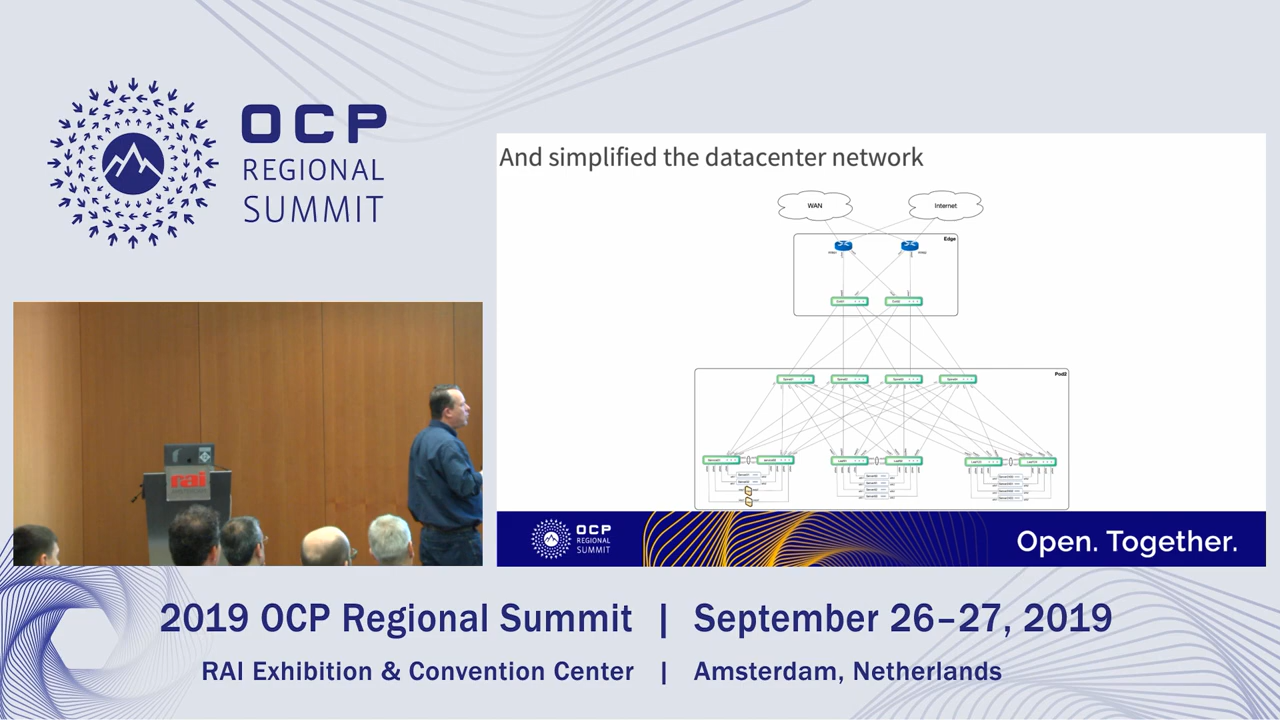 OCP
REGIONAL
SUMMIT
And simplified the datacenter network
WAN
Internet
Edge
Pod2
rai
OCP
REGIONAL
SUMMIT
Open. Together.
2019 OCP Regional Summit | September 26–27, 2019
RAI Exhibition & Convention Center | Amsterdam, Netherlands